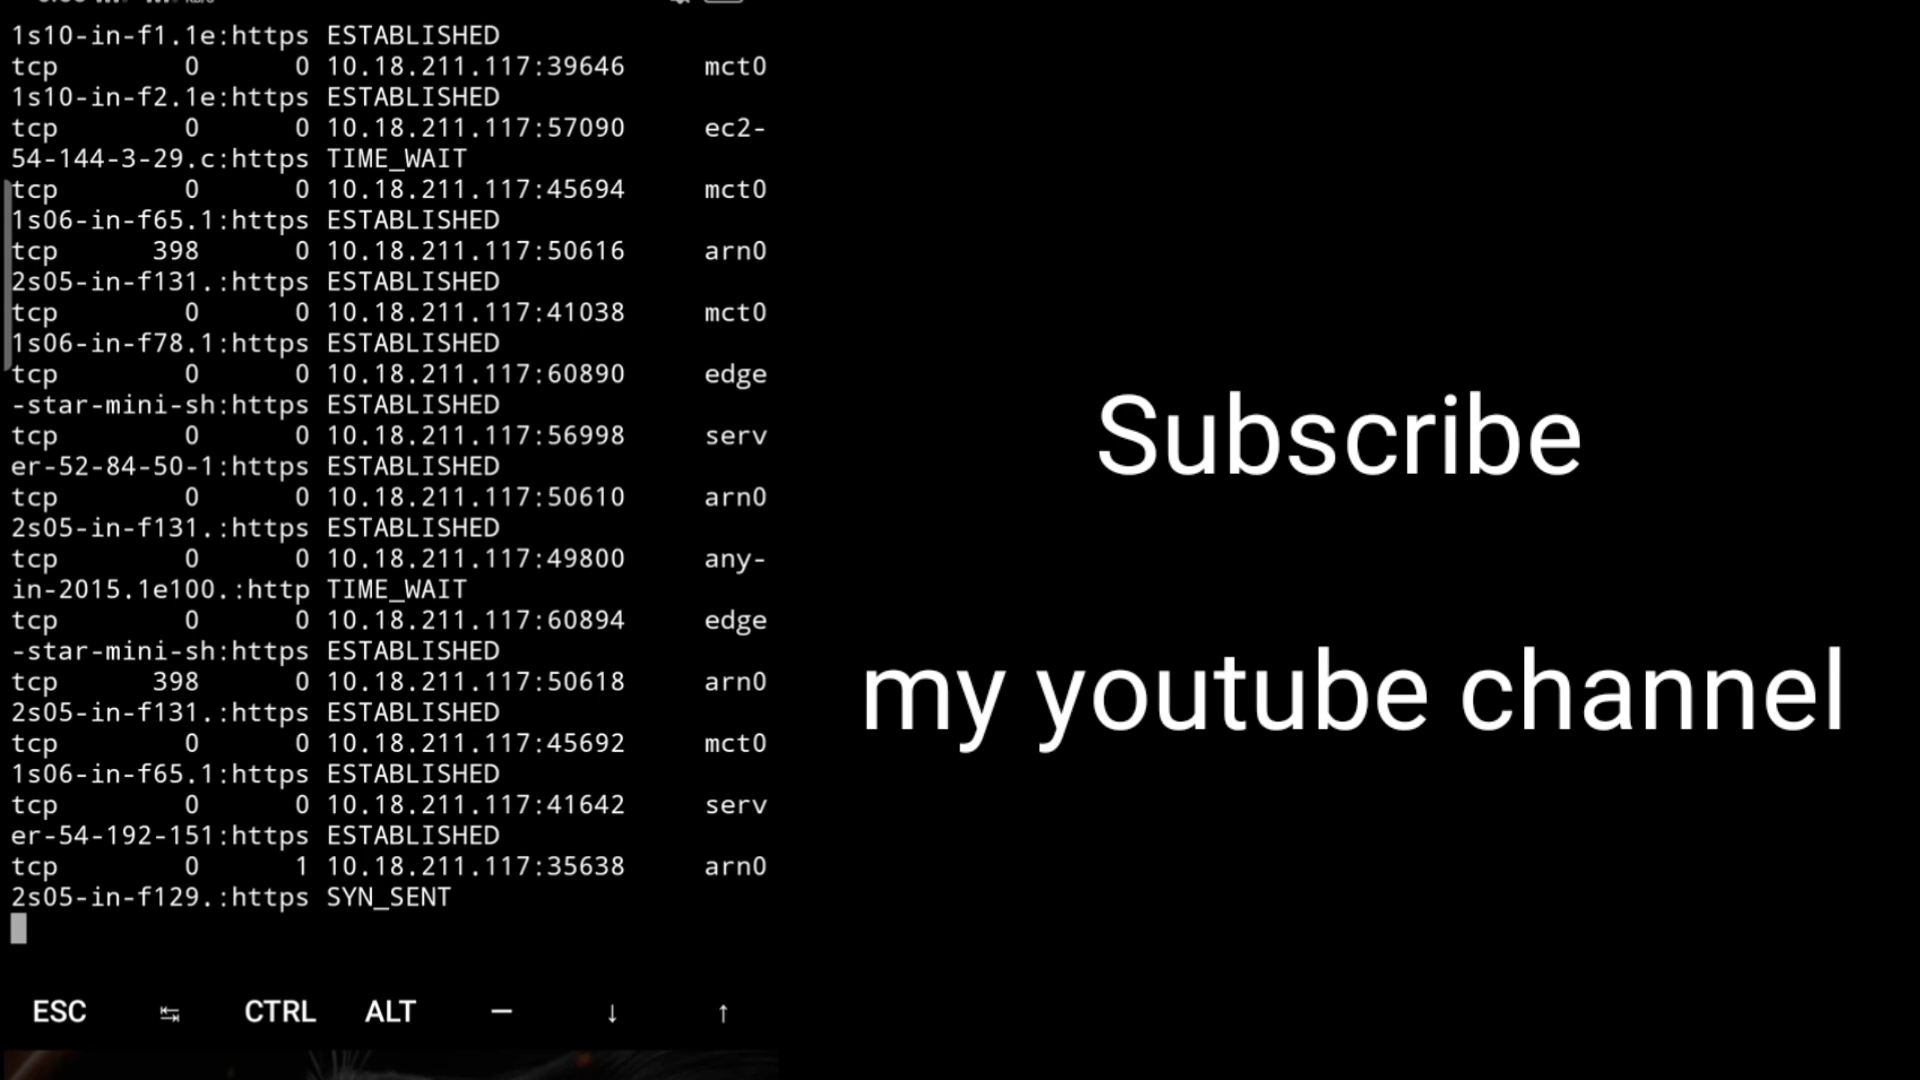 1s10-in-f1.1e:https ESTABLISHED
tcp 0 0 10.18.211.117:39646 mct0
1s10-in-f2.1e:https ESTABLISHED
tcp 0 0 10.18.211.117:57090 ec2-
54-144-3-29.c:https TIME_WAIT
tcp 0 0 10.18.211.117:45694 mct0
1s06-in-f65.1:https ESTABLISHED
tcp 398 0 10.18.211.117:50616 arn0
2s05-in-f131.:https ESTABLISHED
tcp 0 0 10.18.211.117:41038 mct0
1s06-in-f78.1:https ESTABLISHED
tcp 0 0 10.18.211.117:60890 edge
-star-mini-sh:https ESTABLISHED
tcp 0 0 10.18.211.117:56998 serv
er-52-84-50-1:https ESTABLISHED
tcp 0 0 10.18.211.117:50610 arn0
2s05-in-f131.:https ESTABLISHED
tcp 0 0 10.18.211.117:49800 any-
in-2015.1e100.:http TIME_WAIT
tcp 0 0 10.18.211.117:60894 edge
-star-mini-sh:https ESTABLISHED
tcp 398 0 10.18.211.117:50618 arn0
2s05-in-f131.:https ESTABLISHED
tcp 0 0 10.18.211.117:45692 mct0
1s06-in-f65.1:https ESTABLISHED
tcp 0 0 10.18.211.117:41642 serv
er-54-192-151:https ESTABLISHED
tcp 0 1 10.18.211.117:35638 arn0
2s05-in-f129.:https SYN_SENT
ESC ↹ CTRL ALT — ↓ ↑
Subscribe
my youtube channel